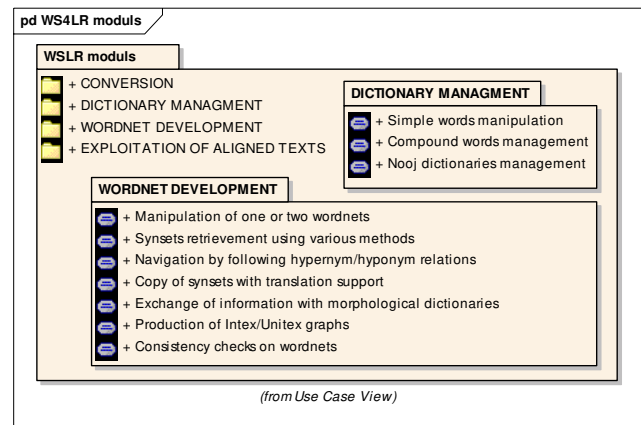 pd WS4LR moduls
WSLR moduls
+ CONVERSION
+ DICTIONARY MANAGMENT
+ WORDNET DEVELOPMENT
+ EXPLOITATION OF ALIGNED TEXTS
DICTIONARY MANAGMENT
+ Simple words manipulation
+ Compound words management
+ Nooj dictionaries management
WORDNET DEVELOPMENT
+ Manipulation of one or two wordnets
+ Synsets retrievement using various methods
+ Navigation by following hypernym/hyponym relations
+ Copy of synsets with translation support
+ Exchange of information with morphological dictionaries
+ Production of Intex/Unitex graphs
+ Consistency checks on wordnets
(from Use Case View)